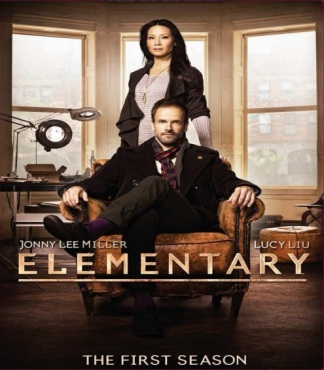 JONNY LEE MILLER LUCY LIU
ELEMENTARY
THE FIRST SEASON